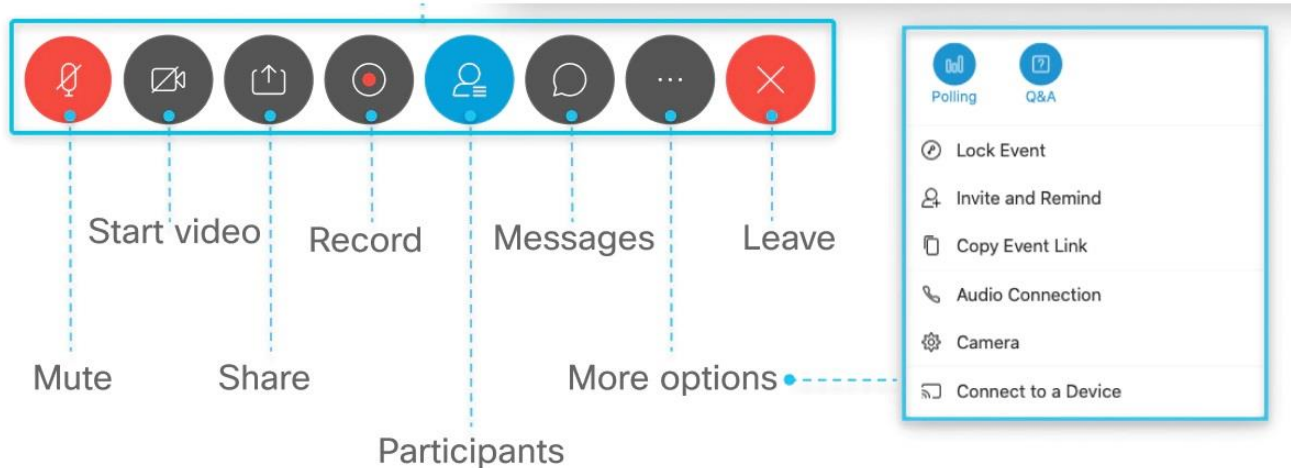 Start video
Record
Messages
Leave
Mute
Share
More options
Participants
Polling
Q&A
Lock Event
Invite and Remind
Copy Event Link
Audio Connection
Camera
Connect to a Device